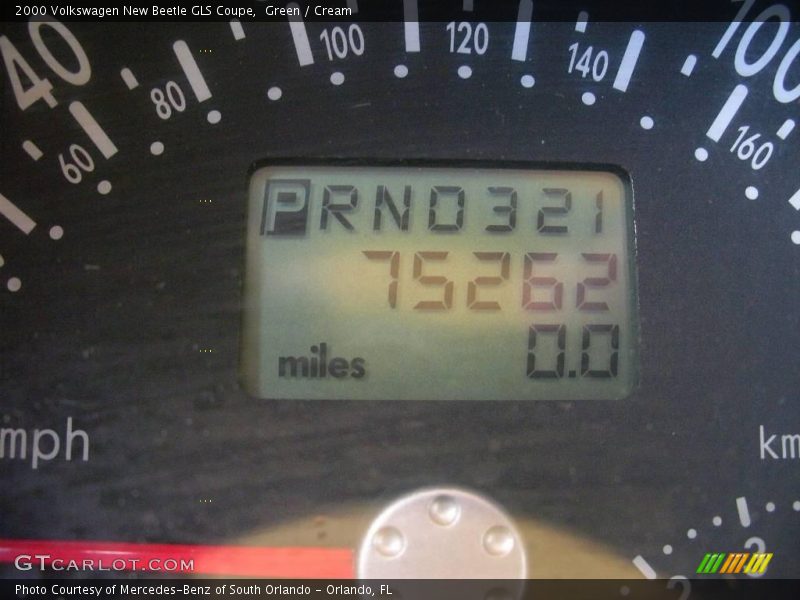 2000 Volkswagen New Beetle GLS Coupe,  Green / Cream
40
60
80
100
120
140
160
100
PRND321
75262
miles
0.0
mph
km
GTCARLOT.COM
Photo Courtesy of Mercedes-Benz of South Orlando - Orlando, FL